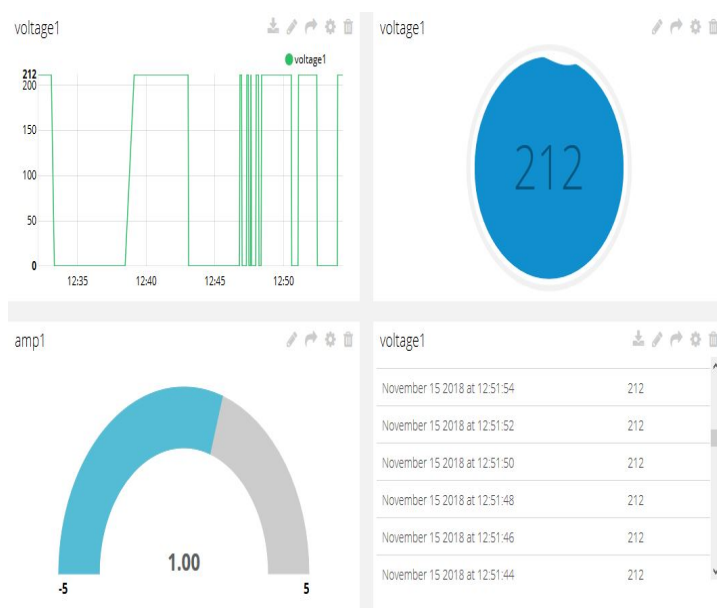 voltage1
voltage1
212
200
150
100
50
0
12:35 12:40 12:45 12:50
voltage1
212
amp1
1.00
-5 5
voltage1
November 15 2018 at 12:51:54 212
November 15 2018 at 12:51:52 212
November 15 2018 at 12:51:50 212
November 15 2018 at 12:51:48 212
November 15 2018 at 12:51:46 212
November 15 2018 at 12:51:44 212